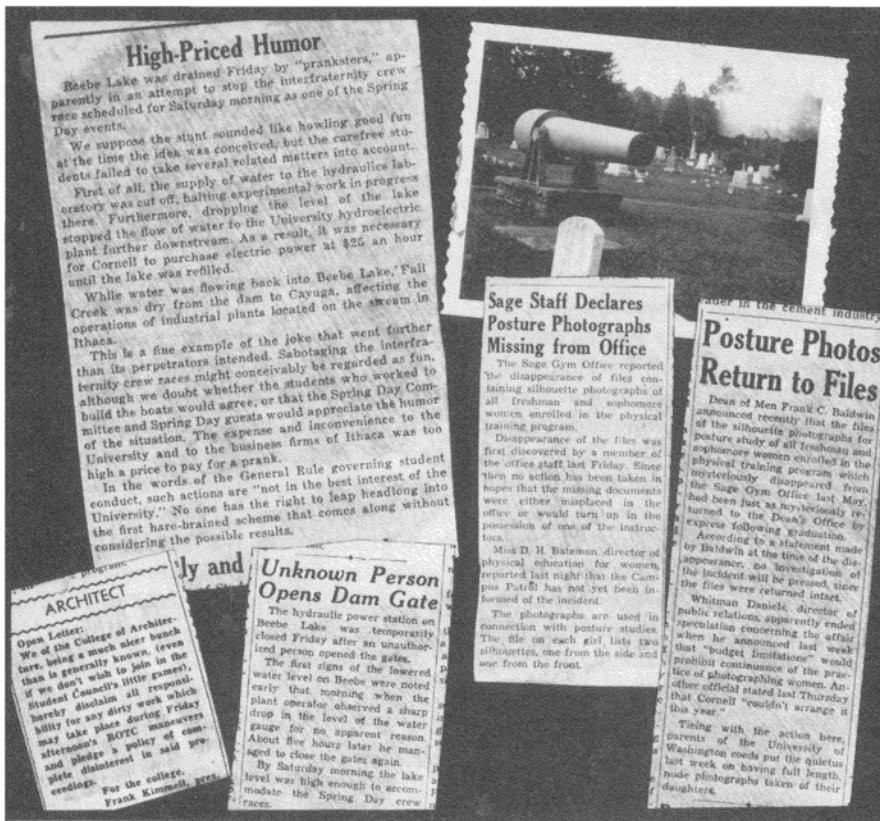 High-Priced Humor
Beebe Lake was drained Friday by "pranksters," ap-
parently in an attempt to stop the interfraternity crew
race scheduled for Saturday morning as one of the Spring
Day events.
We suppose the stunt sounded like howling good fun
at the time the idea was conceived, but the carefree stu-
dents failed to take several related matters into account.
First of all, the supply of water to the hydraulics lab-
oratory was cut off, halting experimental work in progress
there. Furthermore, dropping the level of the lake
stopped the flow of water to the University hydroelectric
plant further downstream. As a result, it was necessary
for Cornell to purchase electric power at $25 an hour
until the lake was refilled.
While water was flowing back into Beebe Lake, Fall
Creek was dry from the dam to Cayuga, affecting the
operations of industrial plants located on the stream in
Ithaca.
This is a fine example of the joke that went further
than its perpetrators intended. Sabotaging the interfra-
ternity crew races might conceivably be regarded as fun,
although we doubt whether the students who worked to
build the boats would agree, or that the Spring Day Com-
mittee and Spring Day guests would appreciate the humor
of the situation. The expense and inconvenience to the
University and to the business firms of Ithaca was too
high a price to pay for a prank.
In the words of the General Rule governing student
conduct, such actions are "not in the best interest of the
University." No one has the right to leap headlong into
the first hare-brained scheme that comes along without
considering the possible results.
ly and
ARCHITECT
Open Letter:
We of the College of Architec-
ture, being a much nicer bunch
than is generally known, (even
if we don't wish to join in the
Student Council's little games),
hereby disclaim all responsi-
bility for any dirty work which
may take place during Friday
afternoon's ROTC maneuvers
and pledge a policy of com-
plete disinterest in said pro-
ceedings.
For the college,
Frank Kimmell, pres.
Unknown Person
Opens Dam Gate
The hydraulic power station on
Beebe Lake was temporarily
closed Friday after an unauthor-
ized person opened the gates.
The first signs of the lowered
water level on Beebe were noted
early that morning when the
plant operator observed a sharp
drop in the level of the water
gauge for no apparent reason.
About five hours later he man-
aged to close the gates again.
By Saturday morning the lake
level was high enough to accom-
modate the Spring Day crew
races.
Sage Staff Declares
Posture Photographs
Missing from Office
The Sage Gym Office reported
the disappearance of files con-
taining silhouette photographs of
all freshman and sophomore
women enrolled in the physical
training program.
Disappearance of the files was
first discovered by a member of
the office staff last Friday. Since
then no action has been taken in
hopes that the missing documents
were either misplaced in the
office or would turn up in the
possession of one of the instruc-
tors.
Miss D. H. Bateman, director of
physical education for women,
reported last night that the Cam-
pus Patrol has not yet been in-
formed of the incident.
The photographs are used in
connection with posture studies.
The file on each girl lists two
silhouettes, one from the side and
one from the front.
in the cement industry
Posture Photos
Return to Files
Dean of Men Frank C. Baldwin
announced recently that the files
of the silhouette photographs for
posture study of all freshman and
sophomore women enrolled in the
physical training program which
mysteriously disappeared from
the Sage Gym Office last May,
had been just as mysteriously re-
turned to the Dean's Office by
express following graduation.
According to a statement made
by Baldwin at the time of the dis-
appearance, no investigation of
the incident will be pressed, since
the files were returned intact.
Whitman Daniels, director of
public relations, apparently ended
speculation concerning the affair
when he announced last week
that "budget limitations" would
prohibit continuance of the prac-
tice of photographing women. An-
other official stated last Thursday
that Cornell "couldn't arrange it
this year."
Tieing with the action here,
parents of the University of
Washington coeds put the quietus
last week on having full length,
nude photographs taken of their
daughters.